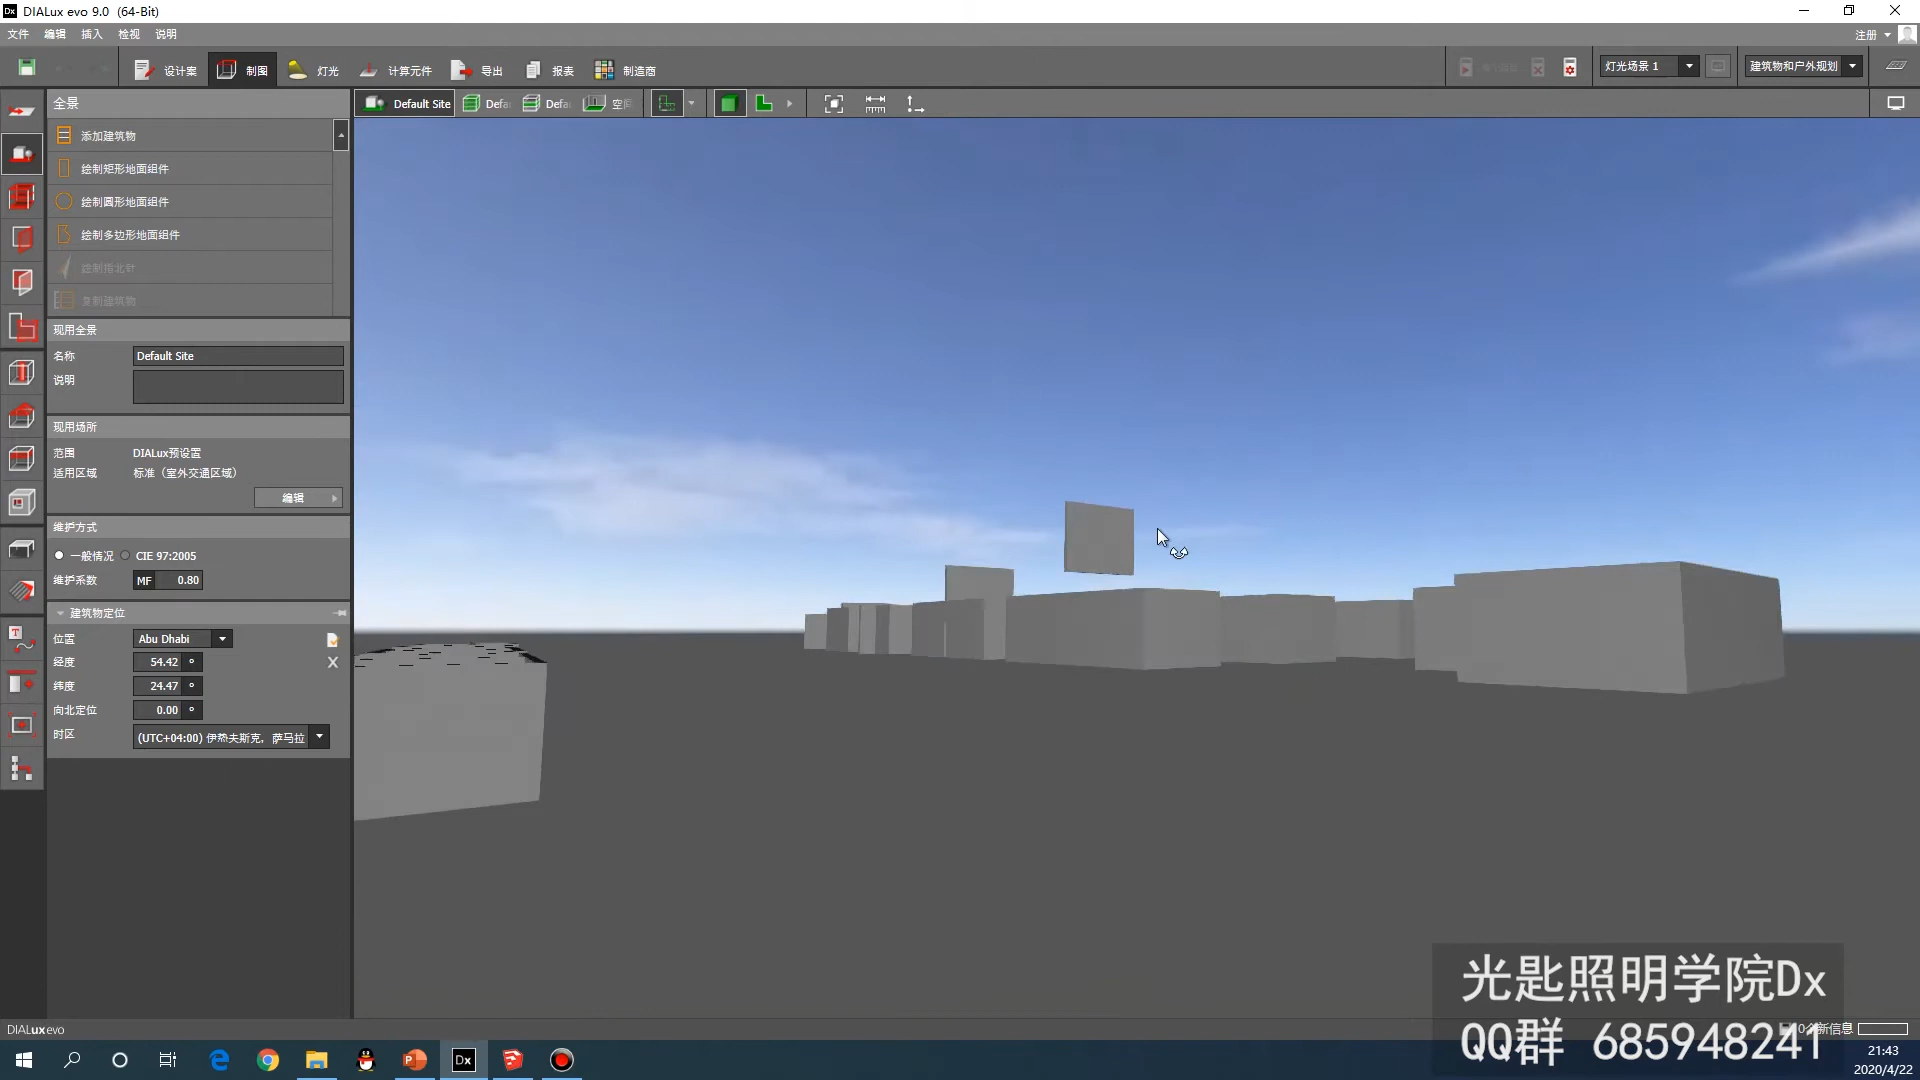 DIALux evo 9.0 (64-Bit)
文件 编辑 插入 检视 说明
注册
设计案 制图 灯光 计算元件 导出 报表 制造商
灯光场景 1
建筑物和户外规划
全景
Default Site
Defa
Defa
空间
添加建筑物
绘制矩形地面组件
绘制圆形地面组件
绘制多边形地面组件
绘制指北针
复制建筑物
现用全景
名称 Default Site
说明
现用场所
范围 DIALux预设置
适用区域 标准（室外交通区域）
编辑
维护方式
一般情况 CIE 97:2005
维护系数 MF 0.80
建筑物定位
位置 Abu Dhabi
经度 54.42 °
纬度 24.47 °
向北定位 0.00 °
时区 (UTC+04:00) 伊热夫斯克，萨马拉
光匙照明学院Dx
QQ群 685948241
DIALux evo
21:43
2020/4/22